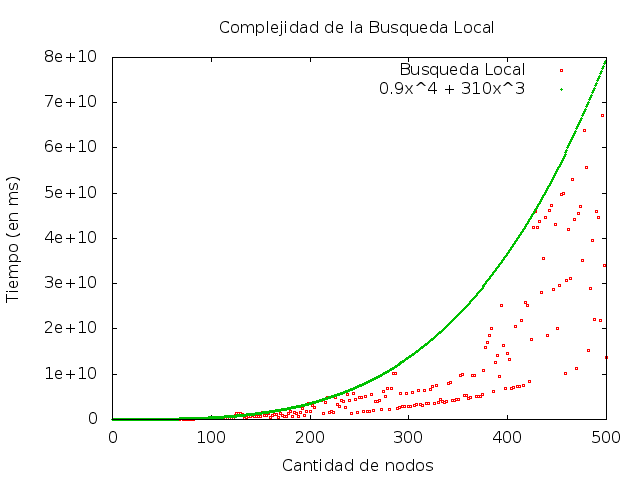 Complejidad de la Busqueda Local
Busqueda Local
0.9x^4 + 310x^3
8e+10
7e+10
6e+10
5e+10
4e+10
3e+10
2e+10
1e+10
0
Tiempo (en ms)
0 100 200 300 400 500
Cantidad de nodos